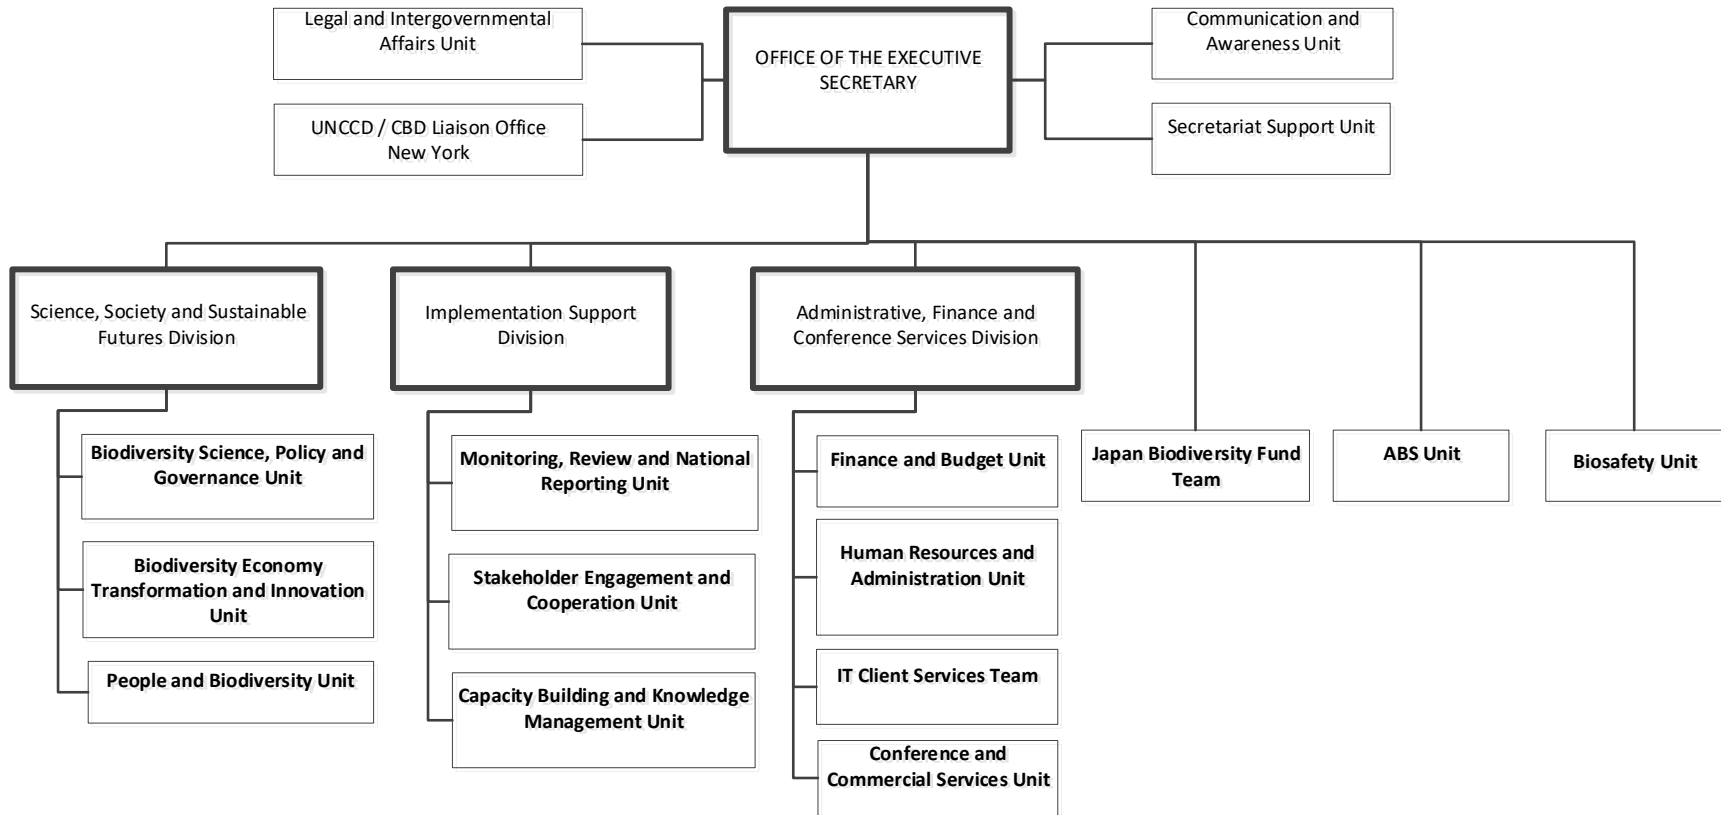 Legal and Intergovernmental
Affairs Unit
OFFICE OF THE EXECUTIVE
SECRETARY
Communication and
Awareness Unit
UNCCD / CBD Liaison Office
New York
Secretariat Support Unit
Science, Society and Sustainable
Futures Division
Implementation Support
Division
Administrative, Finance and
Conference Services Division
Biodiversity Science, Policy and
Governance Unit
Biodiversity Economy
Transformation and Innovation
Unit
People and Biodiversity Unit
Monitoring, Review and National
Reporting Unit
Stakeholder Engagement and
Cooperation Unit
Capacity Building and Knowledge
Management Unit
Finance and Budget Unit
Human Resources and
Administration Unit
IT Client Services Team
Conference and
Commercial Services Unit
Japan Biodiversity Fund
Team
ABS Unit
Biosafety Unit